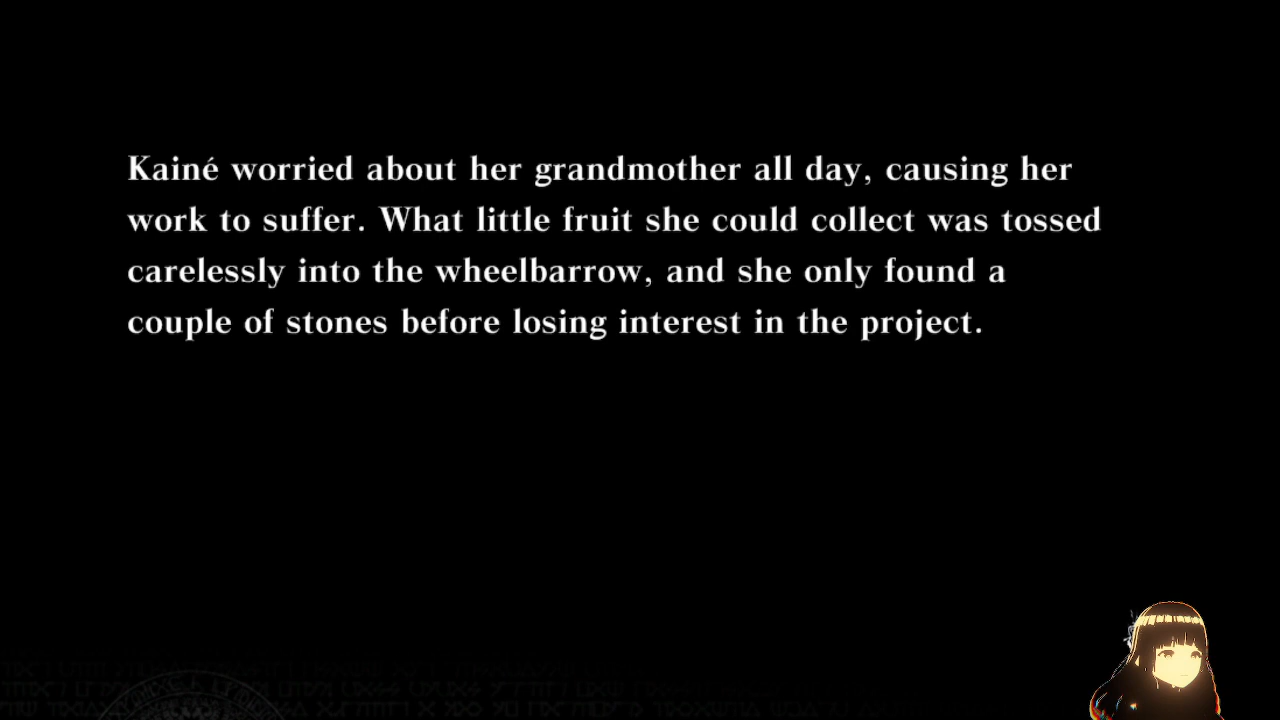 Kainé worried about her grandmother all day, causing her
work to suffer. What little fruit she could collect was tossed
carelessly into the wheelbarrow, and she only found a
couple of stones before losing interest in the project.